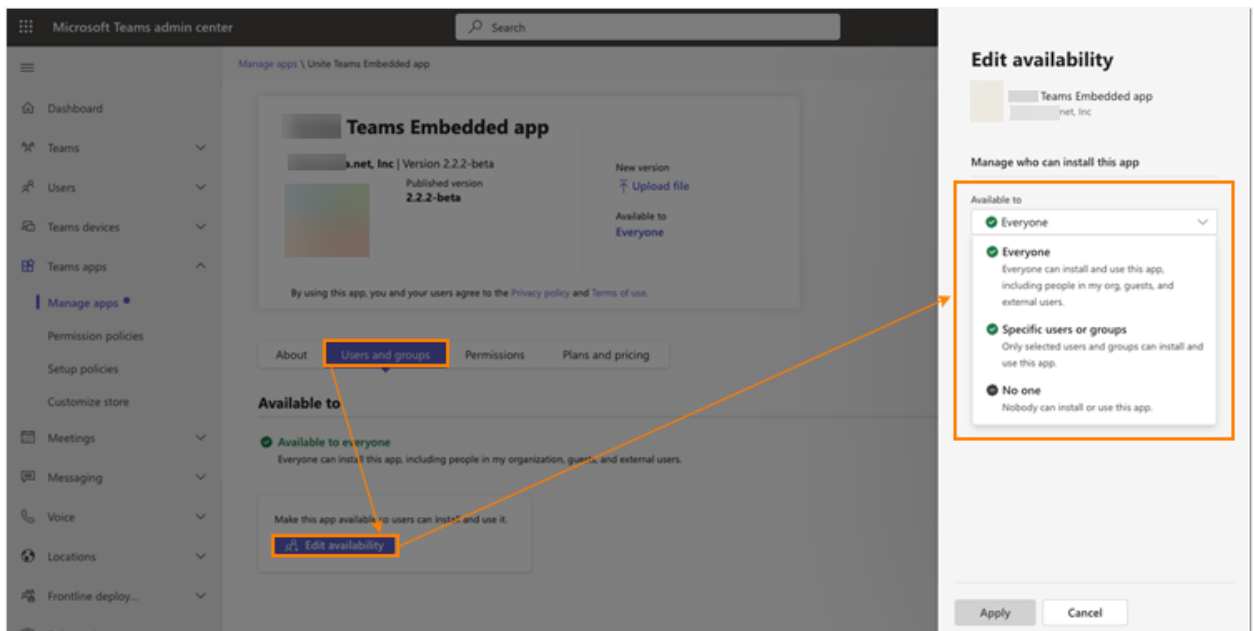 Microsoft Teams admin center
Search
Manage apps \ Unite Teams Embedded app
Dashboard
Teams
Users
Teams devices
Teams apps
Manage apps
Permission policies
Setup policies
Customize store
Meetings
Messaging
Voice
Locations
Frontline deploy...
Teams Embedded app
a.net, Inc | Version 2.2.2-beta
Published version
2.2.2-beta
New version
Upload file
Available to
Everyone
By using this app, you and your users agree to the Privacy policy and Terms of use.
About Users and groups Permissions Plans and pricing
Available to
Available to everyone
Everyone can install this app, including people in my organization, guests, and external users.
Make this app available so users can install and use it.
Edit availability
Edit availability
Teams Embedded app
net, Inc
Manage who can install this app
Available to
Everyone
Everyone
Everyone can install and use this app,
including people in my org, guests, and
external users.
Specific users or groups
Only selected users and groups can install and
use this app.
No one
Nobody can install or use this app.
Apply Cancel